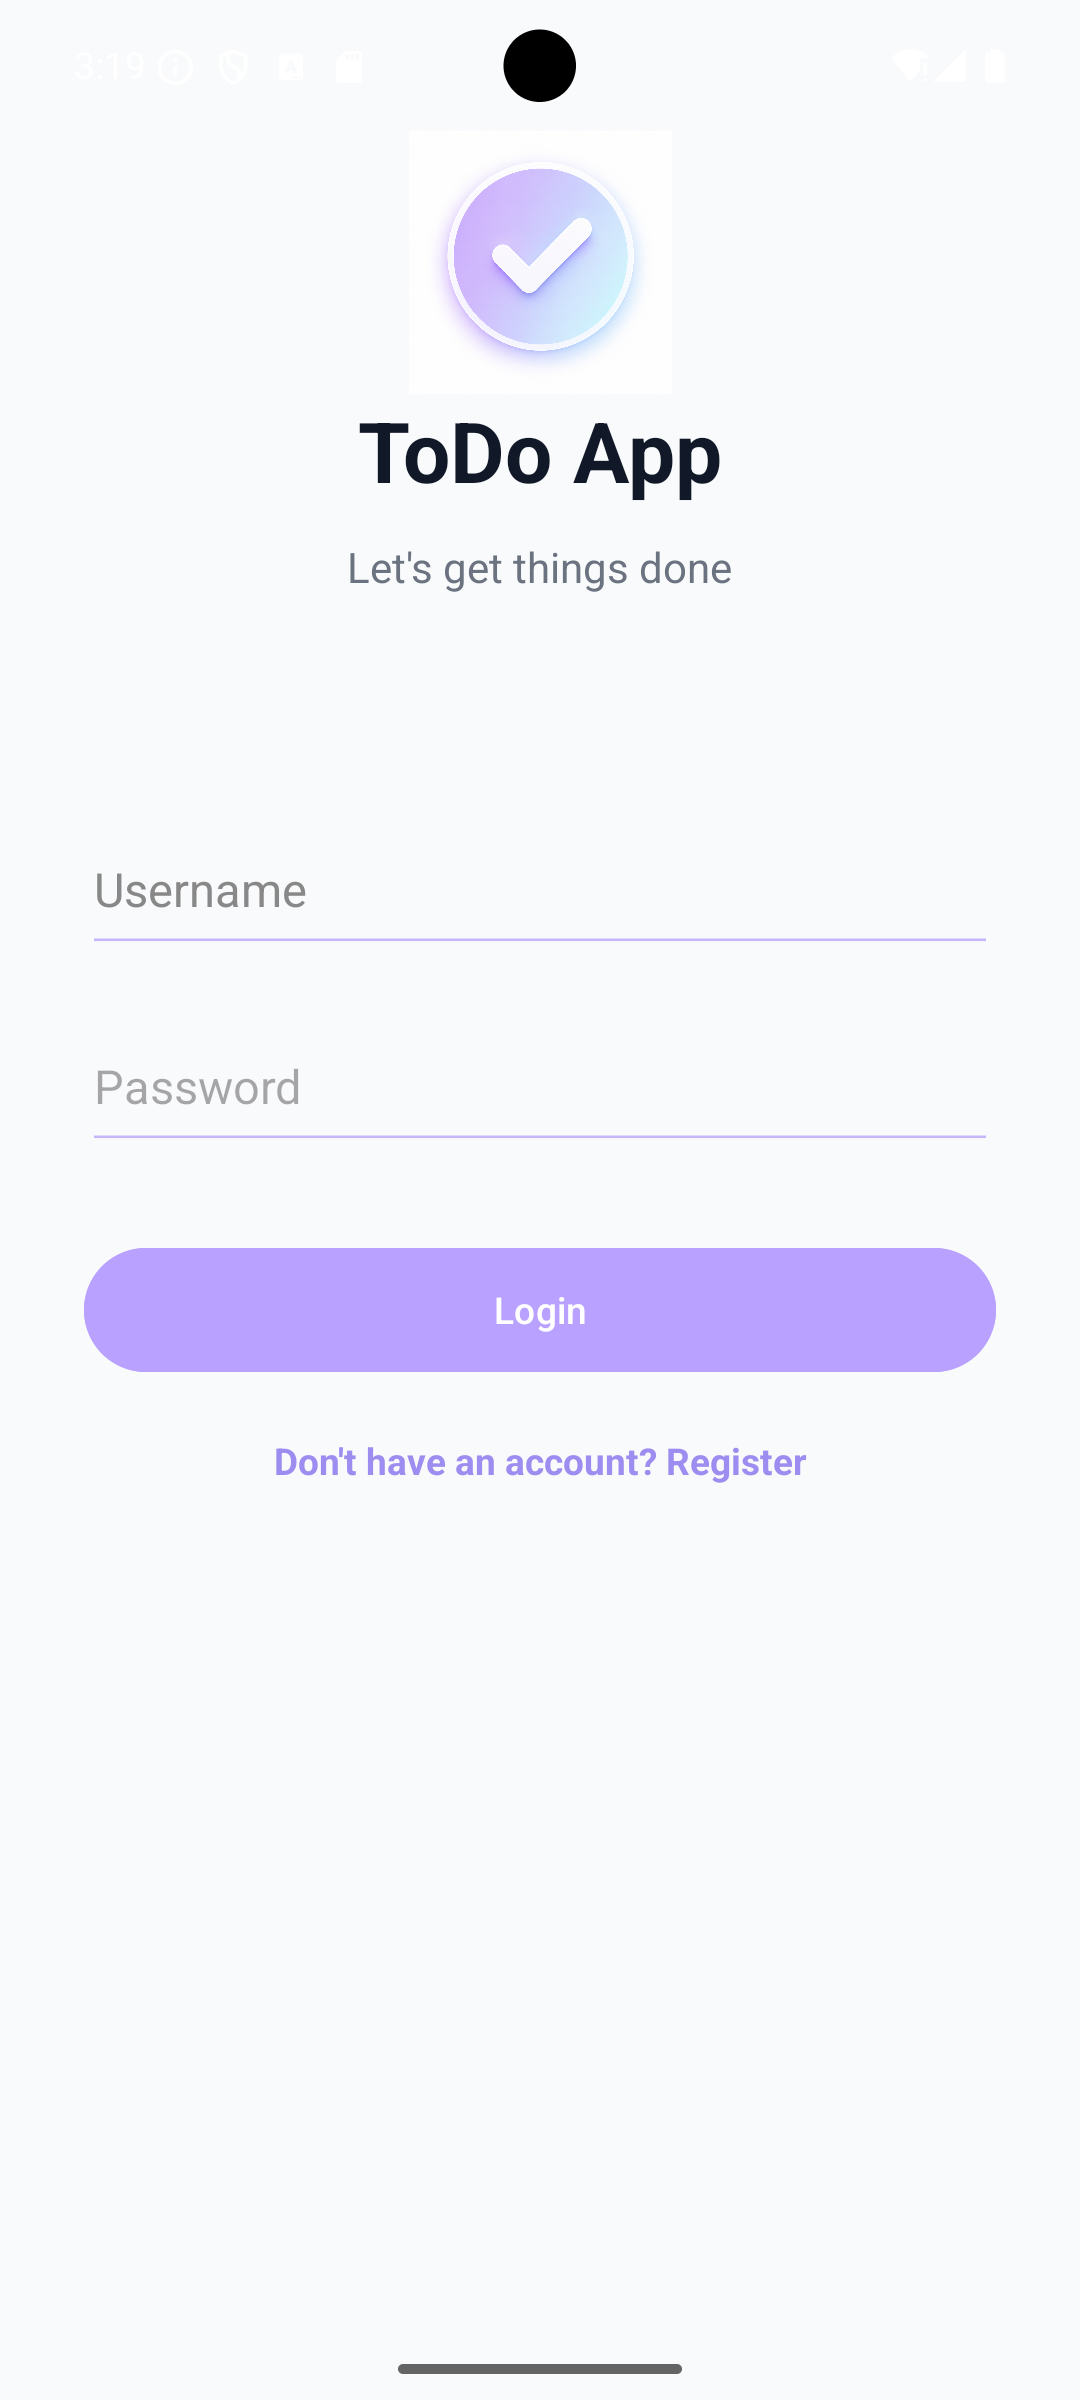 3:19
ToDo App
Let's get things done
Username
Password
Login
Don't have an account? Register